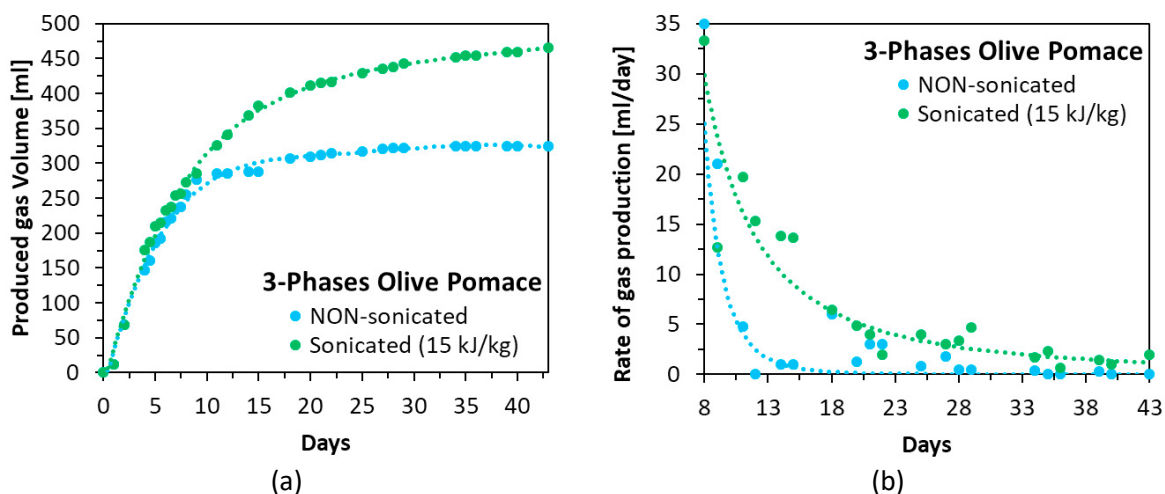 500
450
400
350
300
250
200
150
100
50
0
Produced gas Volume [ml]
3-Phases Olive Pomace
NON-sonicated
Sonicated (15 kJ/kg)
0 5 10 15 20 25 30 35 40
Days
(a)
35
30
25
20
15
10
5
0
Rate of gas production [ml/day]
3-Phases Olive Pomace
NON-sonicated
Sonicated (15 kJ/kg)
8 13 18 23 28 33 38 43
Days
(b)